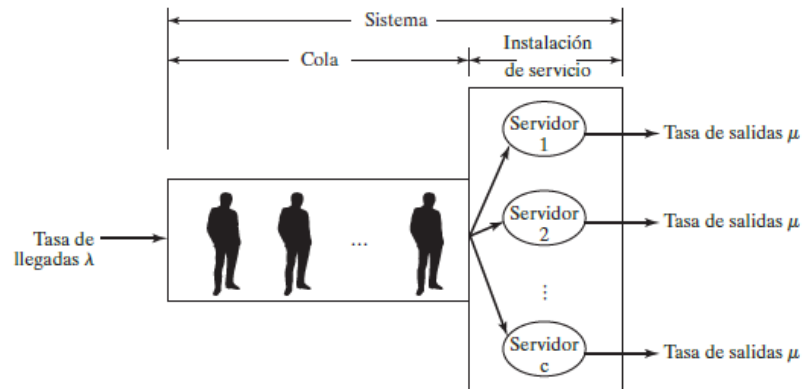 Sistema
Cola
Instalación
de servicio
Servidor
1
Tasa de salidas μ
Servidor
2
Tasa de salidas μ
Tasa de
llegadas λ
...
⋮
Servidor
c
Tasa de salidas μ